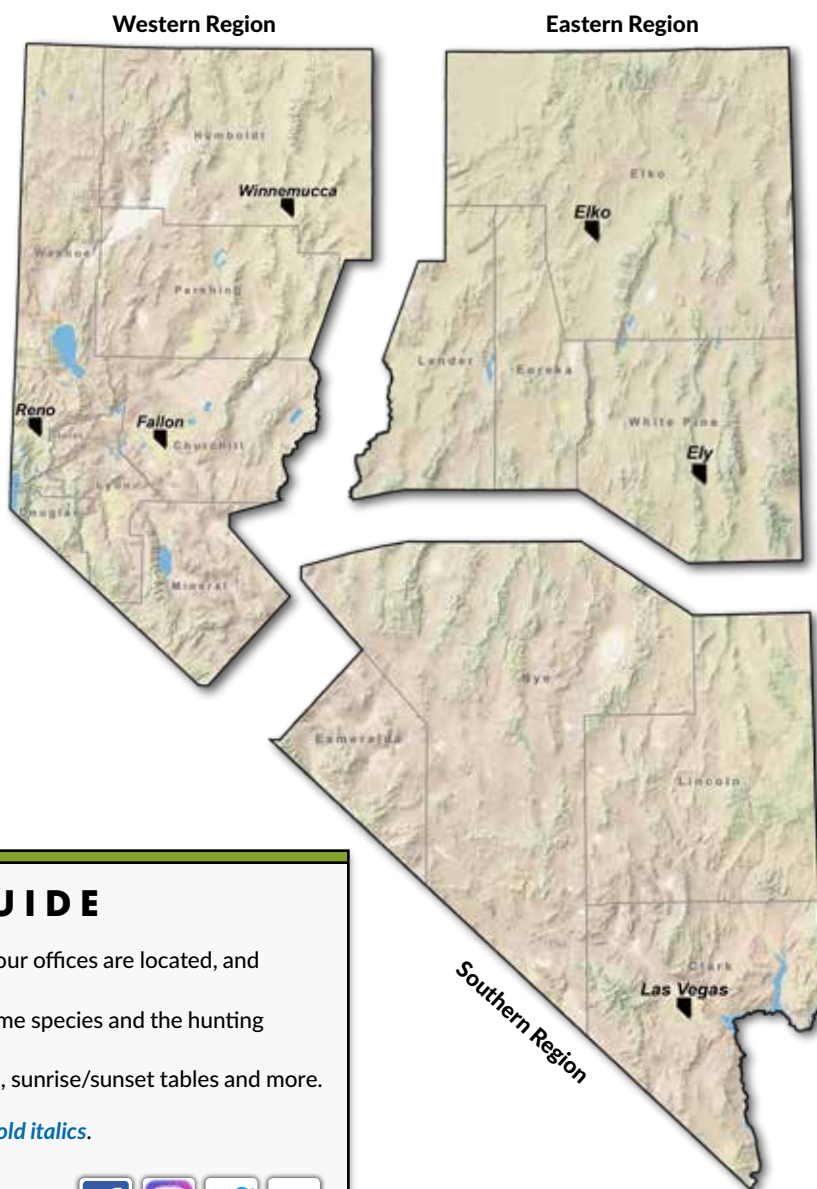 Western Region
Eastern Region
Humboldt
Elko
Winnemucca
Elko
Washoe
Pershing
Lander
Eureka
Reno
Fallon
Churchill
White Pine
Ely
Lyon
Douglas
Mineral
Nye
Esmeralda
Lincoln
UIDE
our offices are located, and
me species and the hunting
, sunrise/sunset tables and more.
old italics.
Clark
Las Vegas
Southern Region